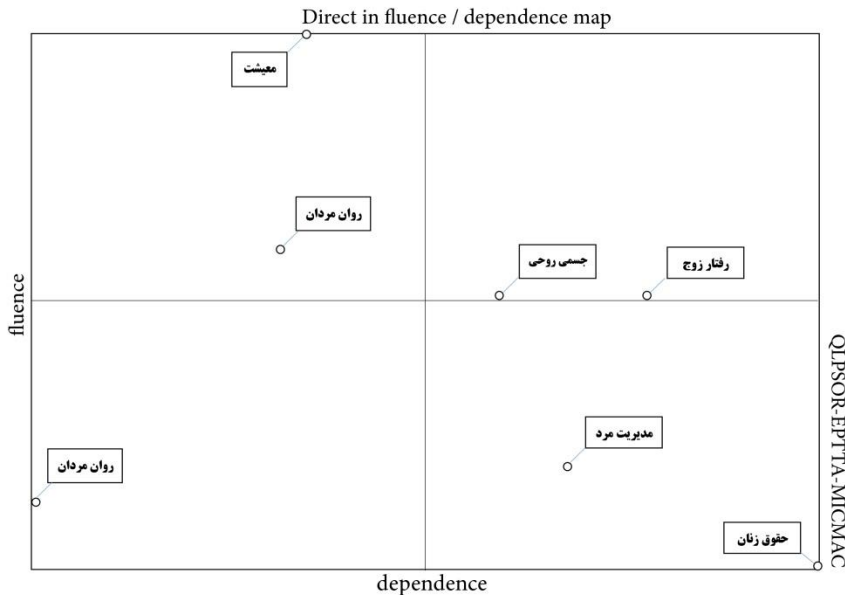 Direct in fluence / dependence map
معیشت
روان مردان
جسمی روحی
رفتار زوج
fluence
مدیریت مرد
روان مردان
حقوق زنان
dependence
QLPSOR-EPTTA-MICMAC